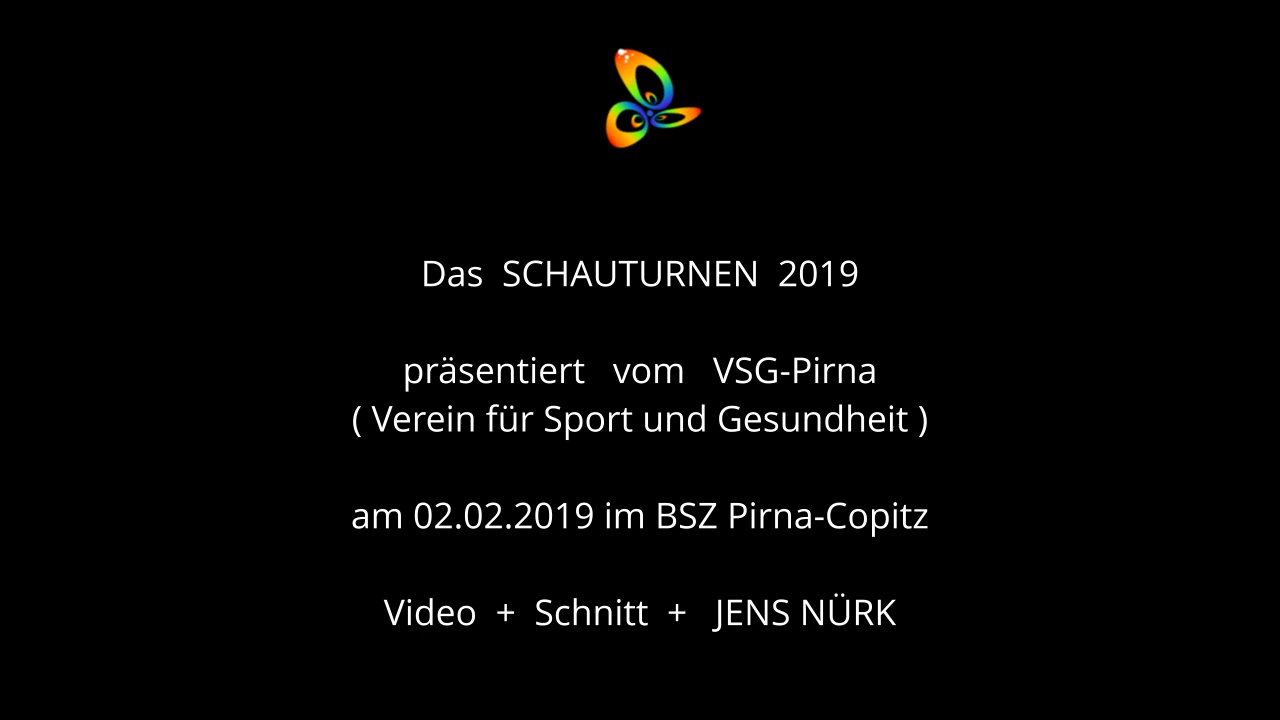 Das SCHAUTURNEN 2019
präsentiert vom VSG-Pirna
( Verein für Sport und Gesundheit )
am 02.02.2019 im BSZ Pirna-Copitz
Video + Schnitt + JENS NÜRK